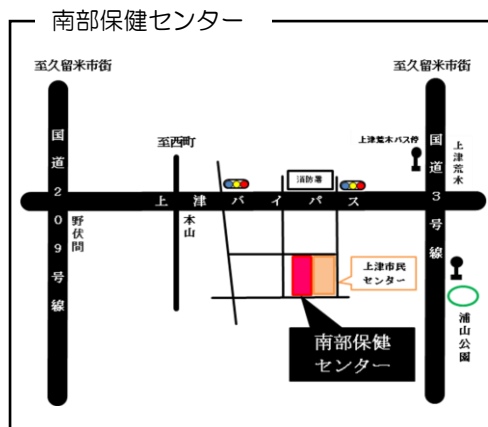 南部保健センター
至久留米市街
至久留米市街
至西町
上津荒木バス停
上津荒木
国道209号線
国道3号線
消防署
上津バイパス
野伏間
本山
上津市民
センター
浦山公園
南部保健
センター